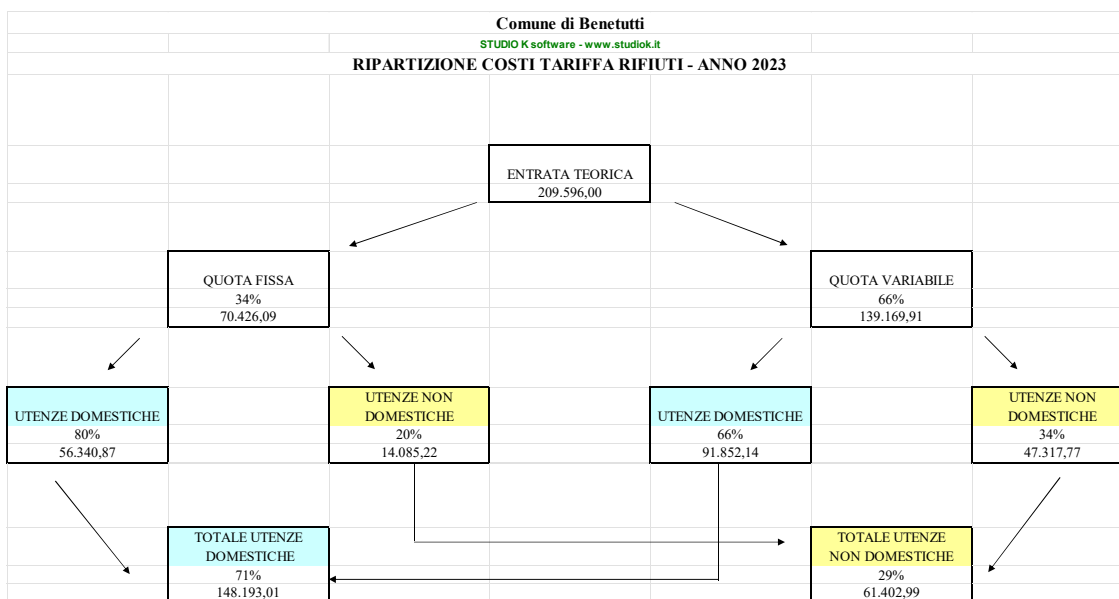 Comune di Benetutti
STUDIO K software - www.studiok.it
RIPARTIZIONE COSTI TARIFFA RIFIUTI - ANNO 2023
ENTRATA TEORICA
209.596,00
QUOTA FISSA
34%
70.426,09
QUOTA VARIABILE
66%
139.169,91
UTENZE DOMESTICHE
80%
56.340,87
UTENZE NON
DOMESTICHE
20%
14.085,22
UTENZE DOMESTICHE
66%
91.852,14
UTENZE NON
DOMESTICHE
34%
47.317,77
TOTALE UTENZE
DOMESTICHE
71%
148.193,01
TOTALE UTENZE
NON DOMESTICHE
29%
61.402,99